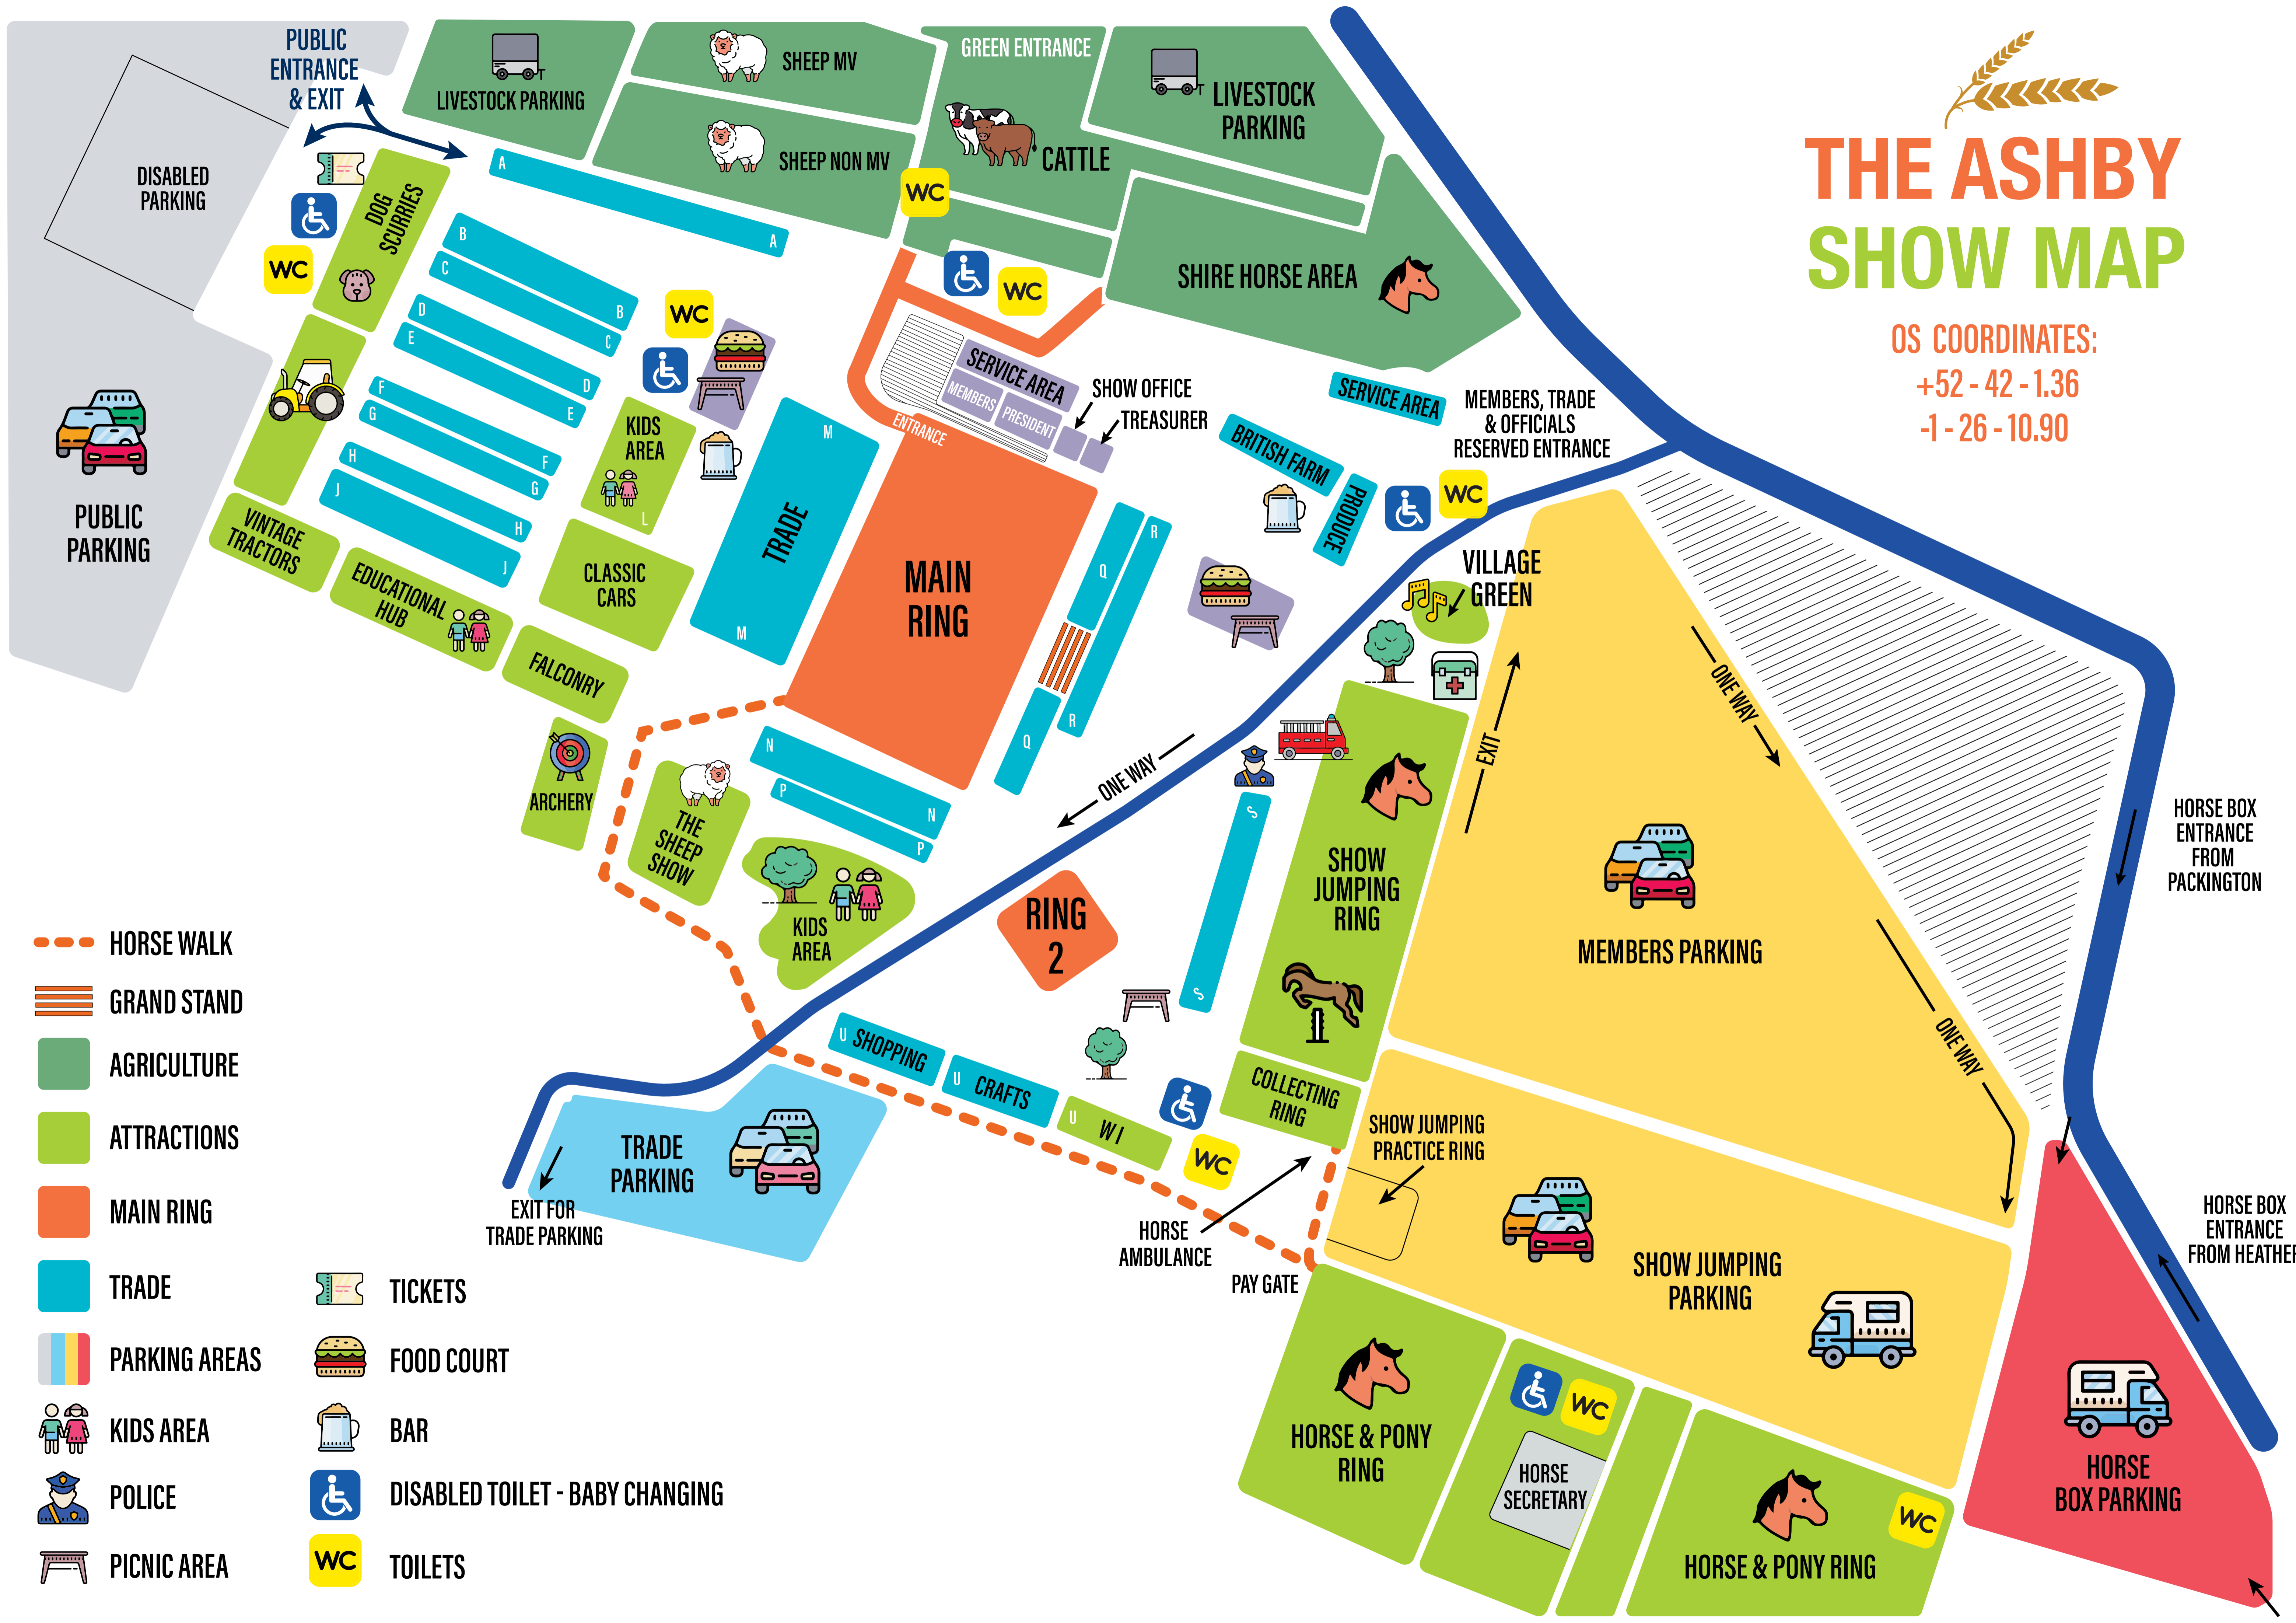 THE ASHBY
SHOW MAP
OS COORDINATES:
+52 - 42 - 1.36
-1 - 26 - 10.90
PUBLIC
ENTRANCE
& EXIT
DISABLED
PARKING
PUBLIC
PARKING
WC
DOG
SCURRIES
LIVESTOCK PARKING
SHEEP MV
SHEEP NON MV
GREEN ENTRANCE
CATTLE
LIVESTOCK
PARKING
WC
SHIRE HORSE AREA
WC
A
A
B
B
C
C
D
D
E
E
F
F
G
G
H
H
J
J
WC
KIDS
AREA
L
VINTAGE
TRACTORS
EDUCATIONAL
HUB
CLASSIC
CARS
FALCONRY
ARCHERY
M
TRADE
M
ENTRANCE
MAIN
RING
SERVICE AREA
MEMBERS
PRESIDENT
SHOW OFFICE
TREASURER
SERVICE AREA
MEMBERS, TRADE
& OFFICIALS
RESERVED ENTRANCE
BRITISH FARM
PRODUCE
WC
VILLAGE
GREEN
Q
Q
R
R
N
N
P
P
THE
SHEEP
SHOW
KIDS
AREA
ONE WAY
RING
2
S
S
SHOW
JUMPING
RING
EXIT
ONE WAY
ONE WAY
MEMBERS PARKING
HORSE BOX
ENTRANCE
FROM
PACKINGTON
HORSE BOX
ENTRANCE
FROM HEATHER
U SHOPPING
U CRAFTS
U WI
WC
COLLECTING
RING
SHOW JUMPING
PRACTICE RING
HORSE
AMBULANCE
PAY GATE
TRADE
PARKING
EXIT FOR
TRADE PARKING
SHOW JUMPING
PARKING
HORSE & PONY
RING
WC
HORSE
SECRETARY
HORSE & PONY RING
WC
HORSE
BOX PARKING
HORSE WALK
GRAND STAND
AGRICULTURE
ATTRACTIONS
MAIN RING
TRADE
PARKING AREAS
KIDS AREA
POLICE
PICNIC AREA
TICKETS
FOOD COURT
BAR
DISABLED TOILET - BABY CHANGING
WC
TOILETS